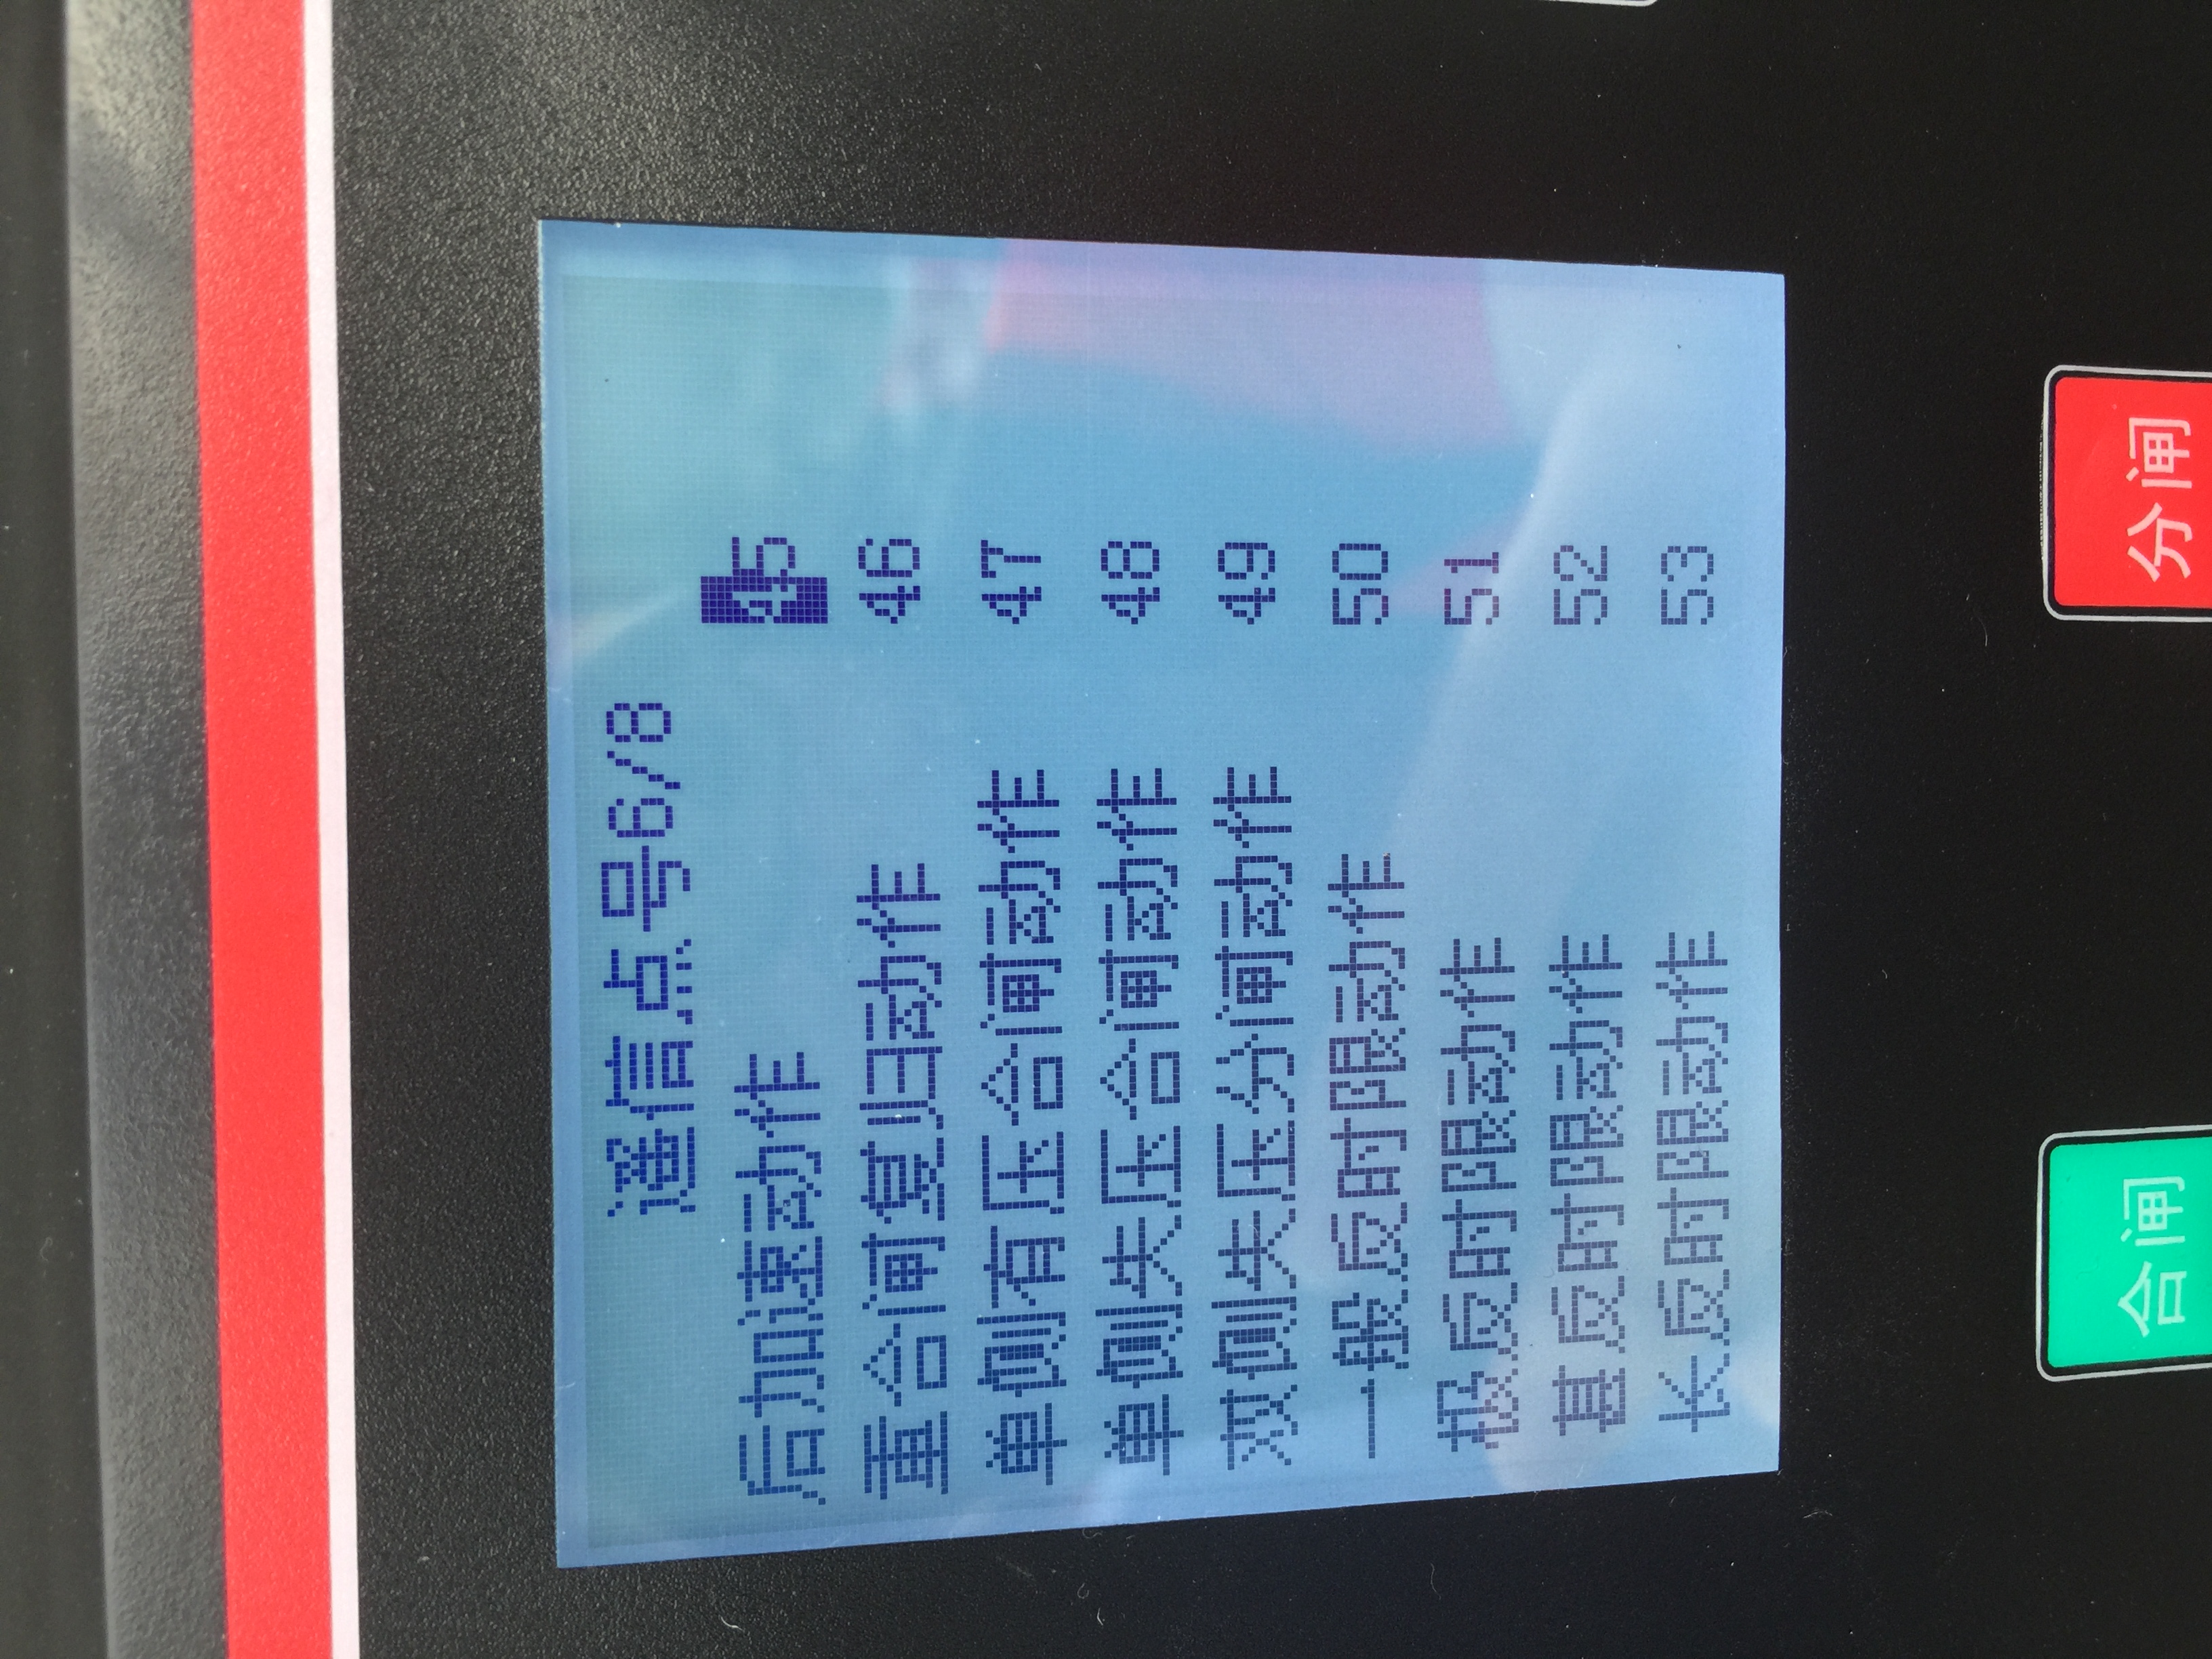 遥信点号6/8
后加速动作 45
重合闸复归动作 46
单侧有压合闸动作 47
单侧失压合闸动作 48
双侧失压分闸动作 49
一般反时限动作 50
极反时限动作 51
甚反时限动作 52
长反时限动作 53
合闸 分闸